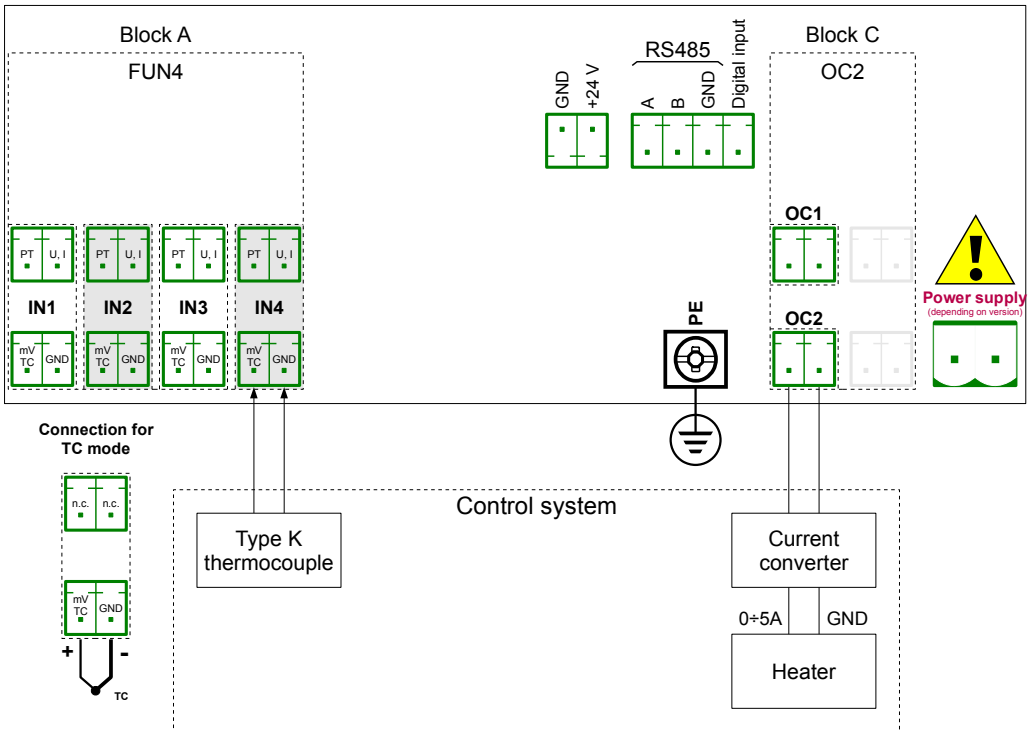 Block A
FUN4
GND
+24 V
RS485
A
B
GND
Digital input
Block C
OC2
PT U, I
PT U, I
PT U, I
PT U, I
IN1
IN2
IN3
IN4
mV TC GND
mV TC GND
mV TC GND
mV TC GND
OC1
OC2
PE
Power supply
(depending on version)
Connection for
TC mode
n.c. n.c.
mV TC GND
+ -
TC
Control system
Type K
thermocouple
Current
converter
0÷5A GND
Heater